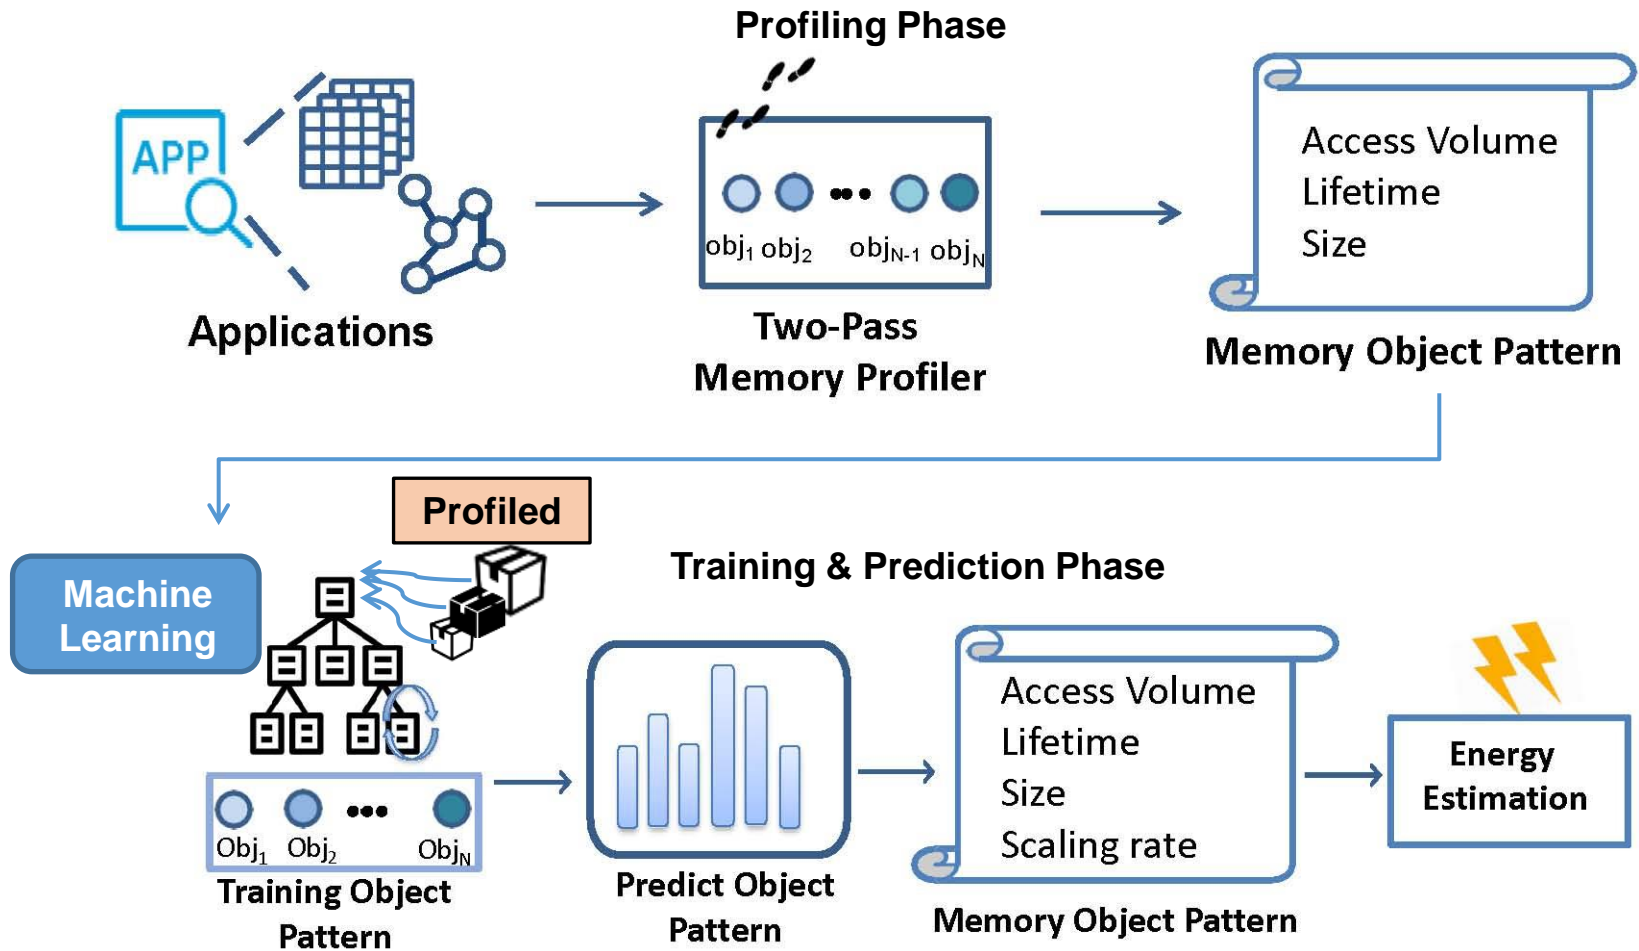 Profiling Phase
APP
Applications
obj1 obj2 objN-1 objN
Two-Pass
Memory Profiler
Access Volume
Lifetime
Size
Memory Object Pattern
Profiled
Machine
Learning
Training & Prediction Phase
Obj1 Obj2 ObjN
Training Object
Pattern
Predict Object
Pattern
Access Volume
Lifetime
Size
Scaling rate
Memory Object Pattern
Energy
Estimation